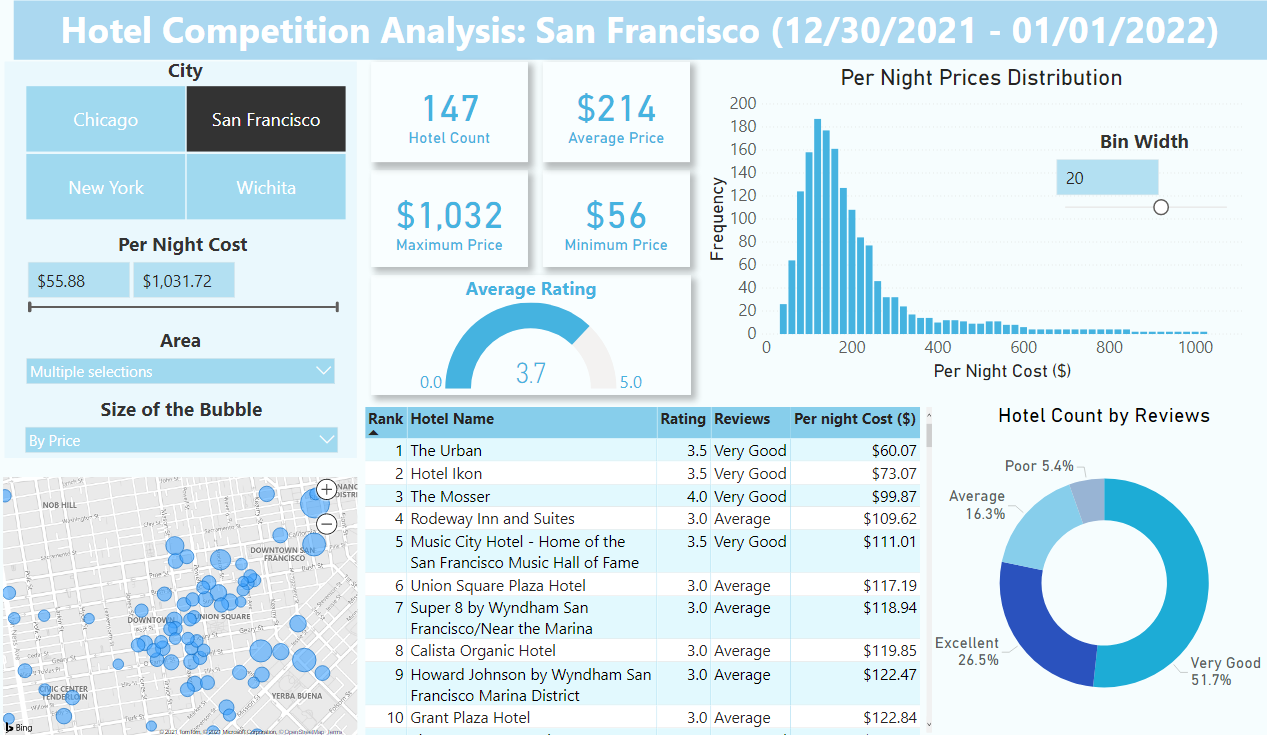 Hotel Competition Analysis: San Francisco (12/30/2021 - 01/01/2022)
City
Chicago
San Francisco
New York
Wichita
Per Night Cost
$55.88
$1,031.72
Area
Multiple selections
Size of the Bubble
By Price
147
Hotel Count
$214
Average Price
$1,032
Maximum Price
$56
Minimum Price
Average Rating
0.0
3.7
5.0
Per Night Prices Distribution
Bin Width
20
Frequency
200
180
160
140
120
100
80
60
40
20
0
0 200 400 600 800 1000
Per Night Cost ($)
NOB HILL
DOWNTOWN SAN
FRANCISCO
UNION SQUARE
DOWNTOWN
CIVIC CENTER
TENDERLOIN
YERBA BUENA
Bing
© 2021 TomTom, © 2021 Microsoft Corporation, © OpenStreetMap Terms
Rank Hotel Name Rating Reviews Per night Cost ($)
1 The Urban 3.5 Very Good $60.07
2 Hotel Ikon 3.5 Very Good $73.07
3 The Mosser 4.0 Very Good $99.87
4 Rodeway Inn and Suites 3.0 Average $109.62
5 Music City Hotel - Home of the 3.5 Very Good $111.01
San Francisco Music Hall of Fame
6 Union Square Plaza Hotel 3.0 Average $117.19
7 Super 8 by Wyndham San 3.0 Average $118.94
Francisco/Near the Marina
8 Calista Organic Hotel 3.0 Average $119.85
9 Howard Johnson by Wyndham San 3.0 Average $122.47
Francisco Marina District
10 Grant Plaza Hotel 3.0 Average $122.84
Hotel Count by Reviews
Poor 5.4%
Average
16.3%
Excellent
26.5%
Very Good
51.7%